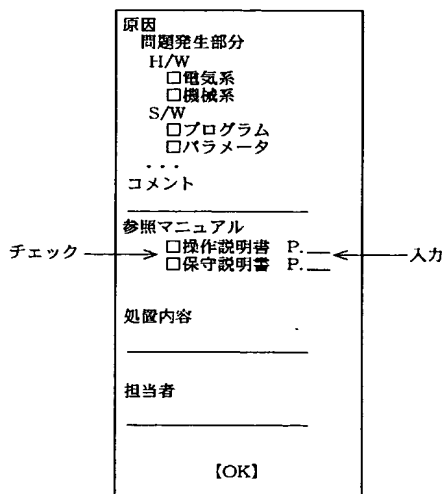 原因
問題発生部分
H/W
□電気系
□機械系
S/W
□プログラム
□パラメータ
...
コメント
参照マニュアル
チェック
□操作説明書 P.__
入力
□保守説明書 P.__
処置内容
担当者
【OK】